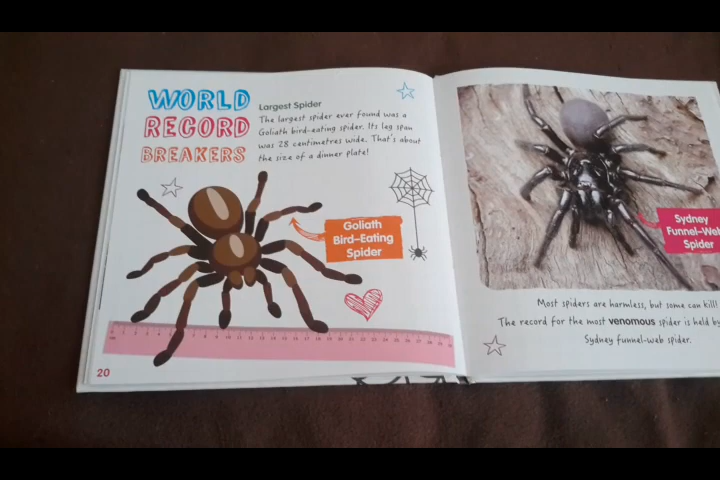 WORLD
RECORD
BREAKERS
Largest Spider
The largest spider ever found was a
Goliath bird-eating spider. Its leg span
was 28 centimetres wide. That's about
the size of a dinner plate!
Goliath
Bird-Eating
Spider
20
Sydney
Funnel-Web
Spider
Most spiders are harmless, but some can kill!
The record for the most venomous spider is held by
Sydney funnel-web spider.